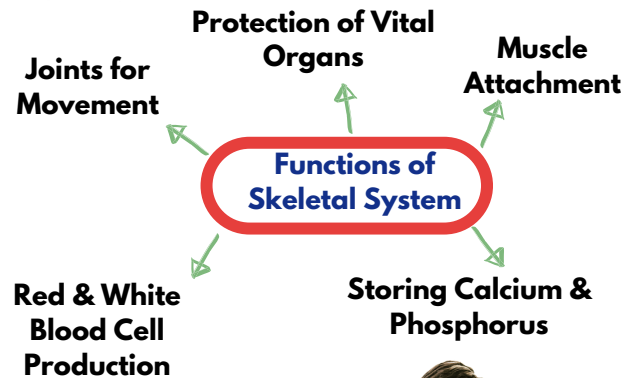 Protection of Vital
Organs
Muscle
Attachment
Joints for
Movement
Functions of
Skeletal System
Red & White
Blood Cell
Production
Storing Calcium &
Phosphorus